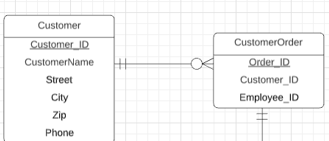 Customer
Customer_ID
CustomerName
Street
City
Zip
Phone
CustomerOrder
Order_ID
Customer_ID
Employee_ID